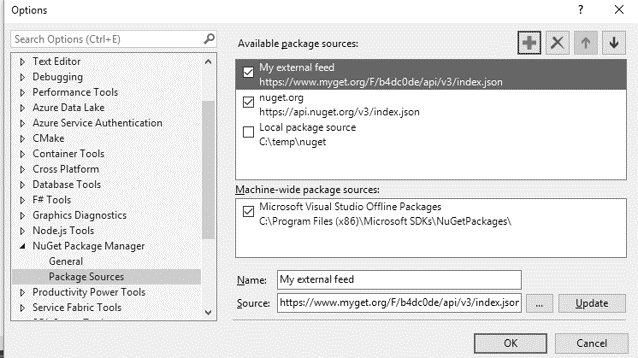 Options
?
Search Options (Ctrl+E)
Text Editor
Debugging
Performance Tools
Azure Data Lake
Azure Service Authentication
CMake
Container Tools
Cross Platform
Database Tools
F# Tools
Graphics Diagnostics
Node.js Tools
NuGet Package Manager
General
Package Sources
Productivity Power Tools
Service Fabric Tools
Available package sources:
My external feed
https://www.myget.org/F/b4dc0de/api/v3/index.json
nuget.org
https://api.nuget.org/v3/index.json
Local package source
C:\temp\nuget
Machine-wide package sources:
Microsoft Visual Studio Offline Packages
C:\Program Files (x86)\Microsoft SDKs\NuGetPackages\
Name: My external feed
Source: https://www.myget.org/F/b4dc0de/api/v3/index.jsor ... Update
OK Cancel